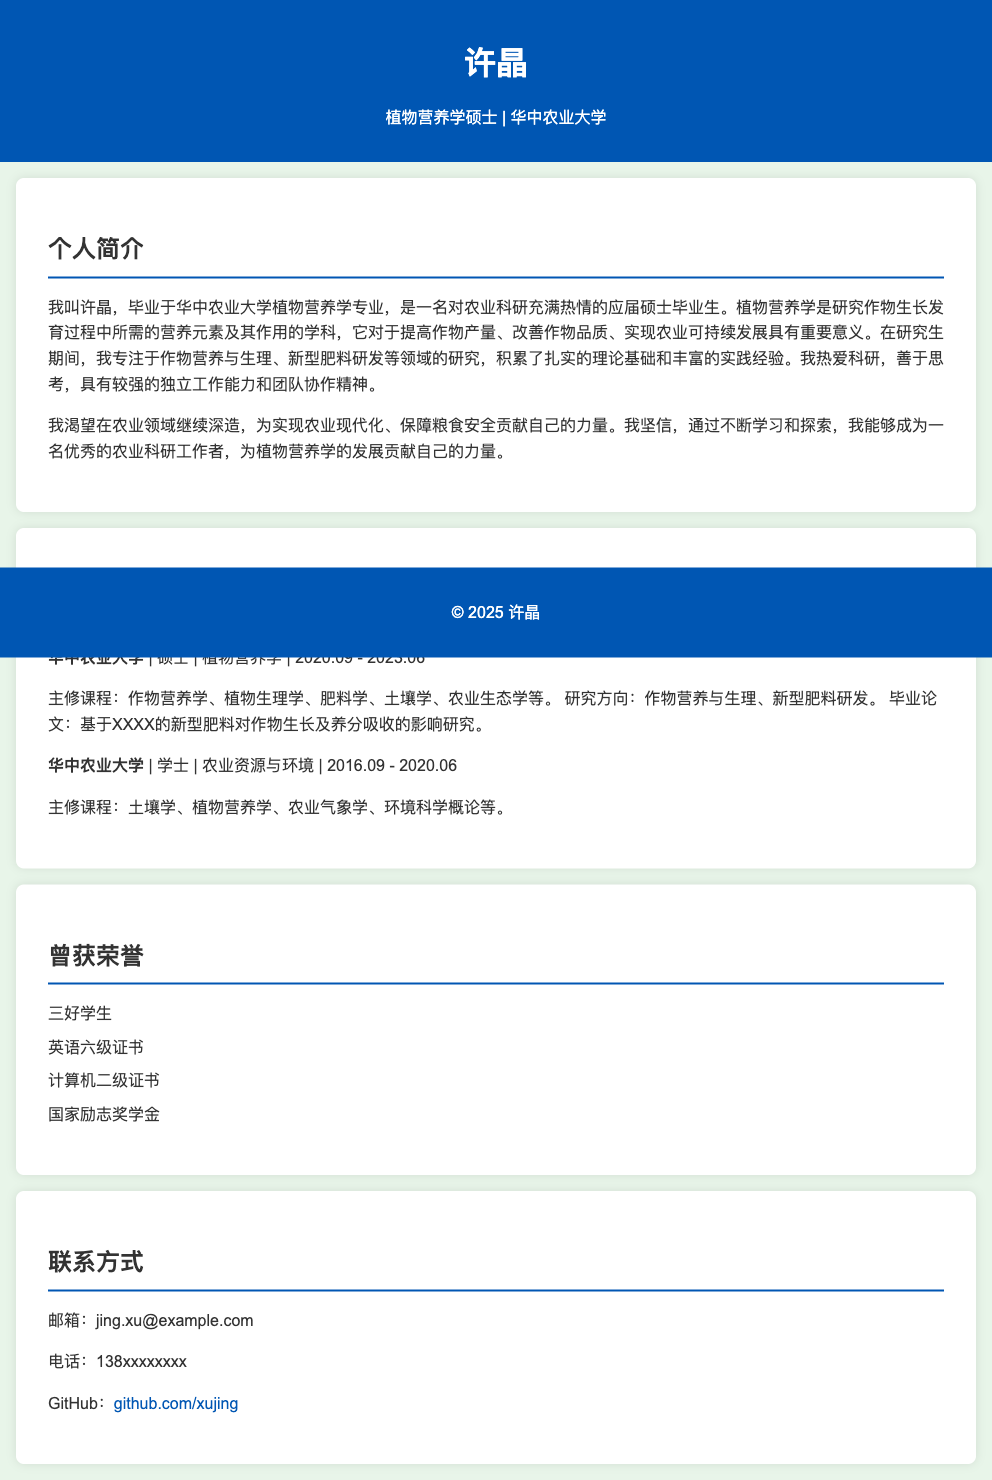 许晶
植物营养学硕士 | 华中农业大学
个人简介
我叫许晶，毕业于华中农业大学植物营养学专业，是一名对农业科研充满热情的应届硕士毕业生。植物营养学是研究作物生长发
育过程中所需的营养元素及其作用的学科，它对于提高作物产量、改善作物品质、实现农业可持续发展具有重要意义。在研究生
期间，我专注于作物营养与生理、新型肥料研发等领域的研究，积累了扎实的理论基础和丰富的实践经验。我热爱科研，善于思
考，具有较强的独立工作能力和团队协作精神。
我渴望在农业领域继续深造，为实现农业现代化、保障粮食安全贡献自己的力量。我坚信，通过不断学习和探索，我能够成为一
名优秀的农业科研工作者，为植物营养学的发展贡献自己的力量。
© 2025 许晶
华中农业大学 | 硕士 | 植物营养学 | 2020.09 - 2023.06
主修课程：作物营养学、植物生理学、肥料学、土壤学、农业生态学等。 研究方向：作物营养与生理、新型肥料研发。 毕业论
文：基于XXXX的新型肥料对作物生长及养分吸收的影响研究。
华中农业大学 | 学士 | 农业资源与环境 | 2016.09 - 2020.06
主修课程：土壤学、植物营养学、农业气象学、环境科学概论等。
曾获荣誉
三好学生
英语六级证书
计算机二级证书
国家励志奖学金
联系方式
邮箱：jing.xu@example.com
电话：138xxxxxxxx
GitHub：github.com/xujing